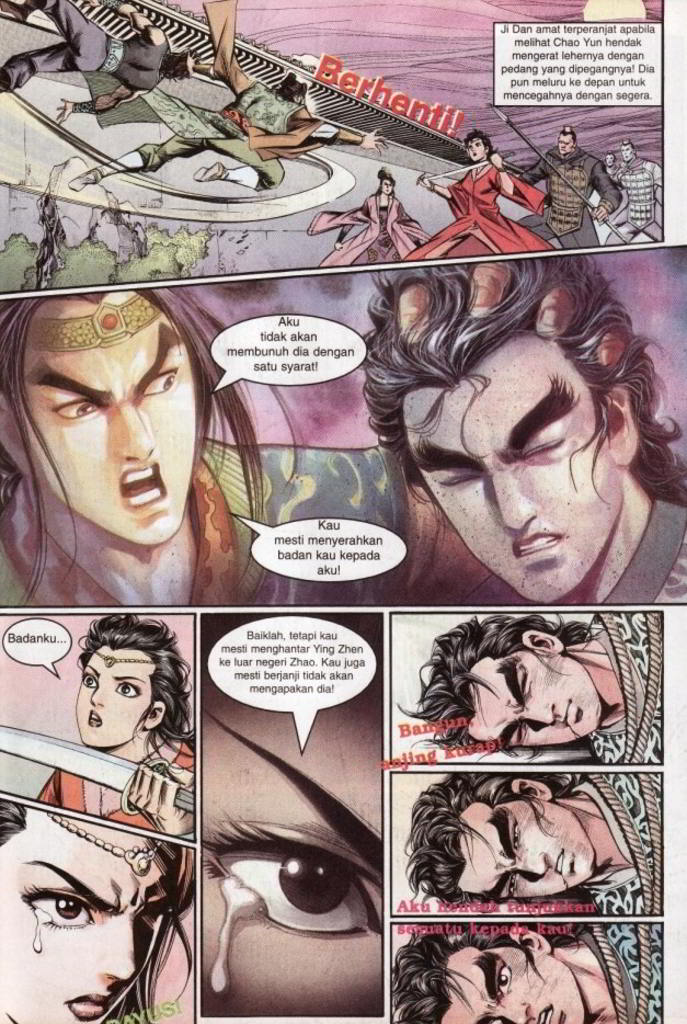 Ji Dan amat terperanjat apabila
melihat Chao Yun hendak
mengerat lehernya dengan
pedang yang dipegangnya! Dia
pun meluru ke depan untuk
mencegahnya dengan segera.
Berhenti!
Aku
tidak akan
membunuh dia dengan
satu syarat!
Kau
mesti menyerahkan
badan kau kepada
aku!
Badanku...
Baiklah, tetapi kau
mesti menghantar Ying Zhen
ke luar negeri Zhao. Kau juga
mesti berjanji tidak akan
mengapakan dia!
Bangun,
anjing kurap!
Aku hendak tunjukkan
sesuatu kepada kau!